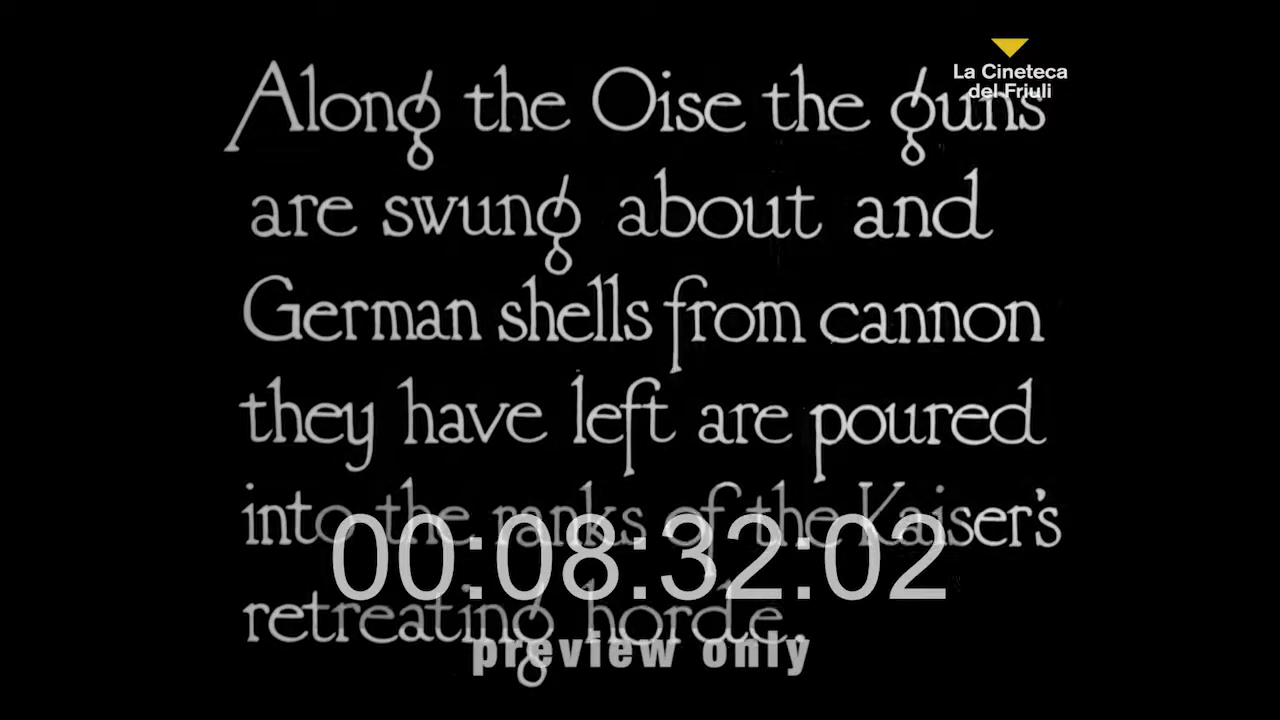 La Cineteca
del Friuli
Along the Oise the guns
are swung about and
German shells from cannon
they have left are poured
into the ranks of the Kaiser's
retreating horde.
00:08:32:02
preview only